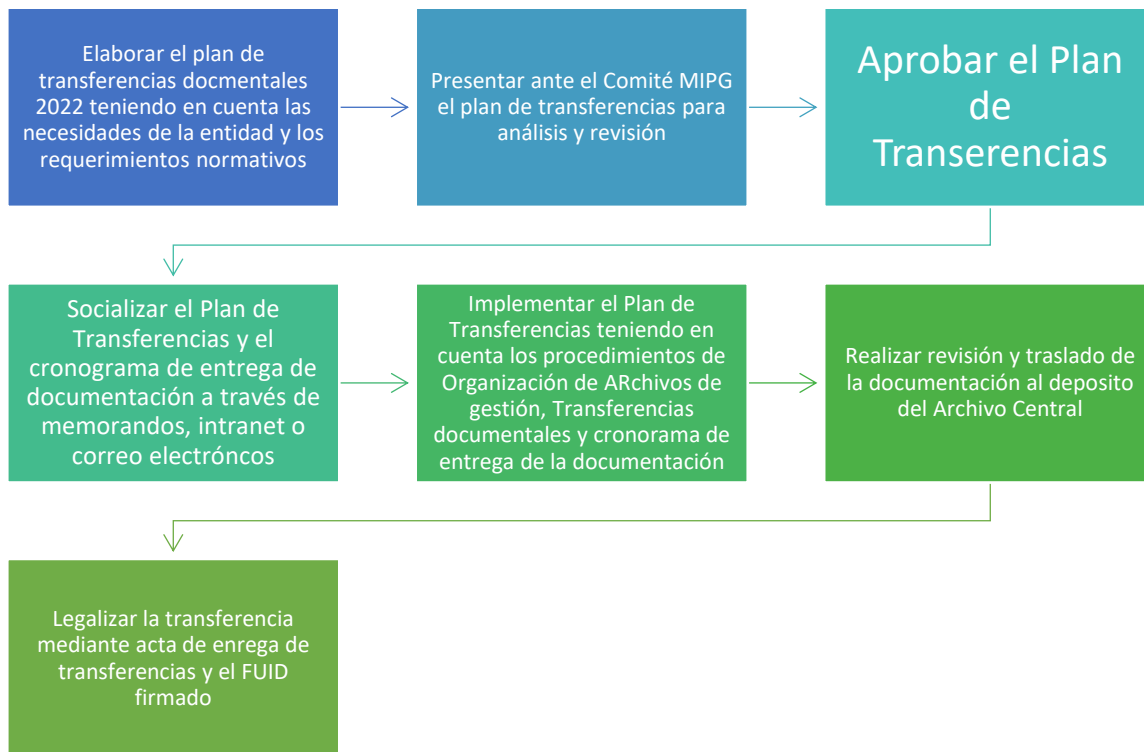 Elaborar el plan de
transferencias docmentales
2022 teniendo en cuenta las
necesidades de la entidad y los
requerimientos normativos
Presentar ante el Comité MIPG
el plan de transferencias para
análisis y revisión
Aprobar el Plan
de
Transerencias
Socializar el Plan de
Transferencias y el
cronograma de entrega de
documentación a través de
memorandos, intranet o
correo electróncos
Implementar el Plan de
Transferencias teniendo en
cuenta los procedimientos de
Organización de ARchivos de
gestión, Transferencias
documentales y cronorama de
entrega de la documentación
Realizar revisión y traslado de
la documentación al deposito
del Archivo Central
Legalizar la transferencia
mediante acta de enrega de
transferencias y el FUID
firmado